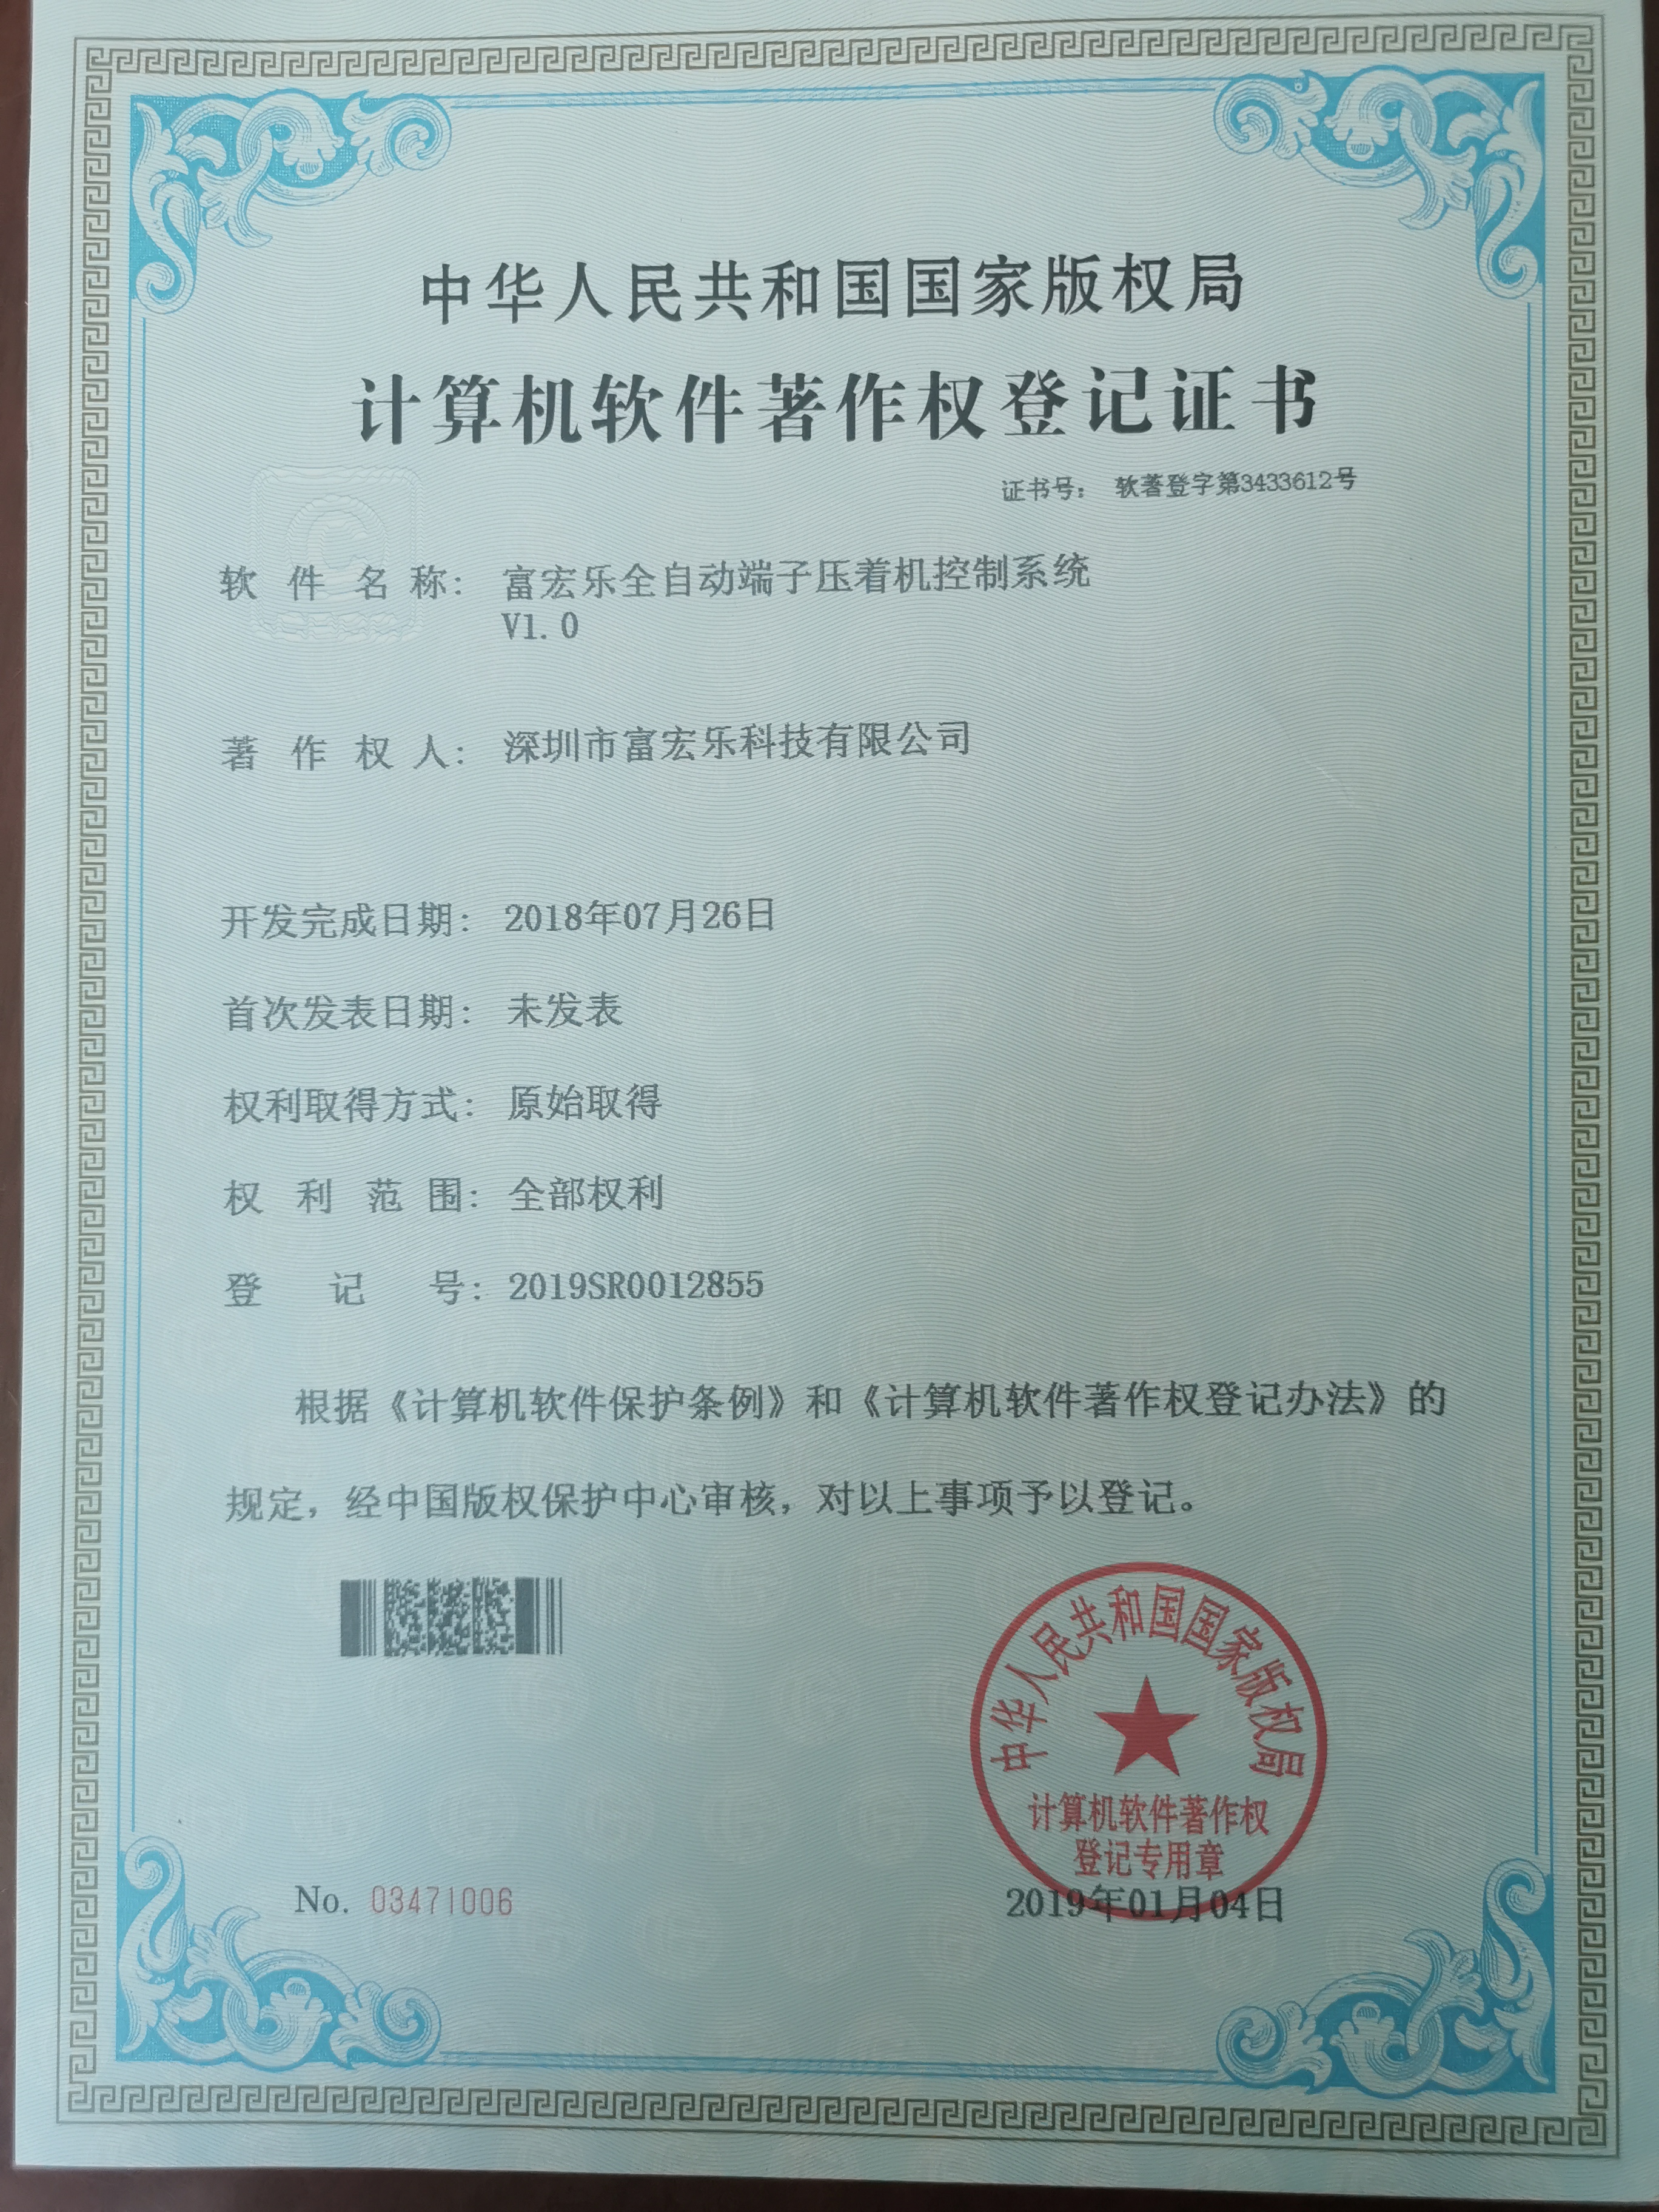 中华人民共和国国家版权局
计算机软件著作权登记证书
证书号： 软著登字第3433612号
软件名称： 富宏乐全自动端子压着机控制系统
V1.0
著作权人： 深圳市富宏乐科技有限公司
开发完成日期： 2018年07月26日
首次发表日期： 未发表
权利取得方式： 原始取得
权利范围： 全部权利
登记号： 2019SR0012855
根据《计算机软件保护条例》和《计算机软件著作权登记办法》的
规定，经中国版权保护中心审核，对以上事项予以登记。
中华人民共和国国家版权局
计算机软件著作权
登记专用章
No. 03471006
2019年01月04日